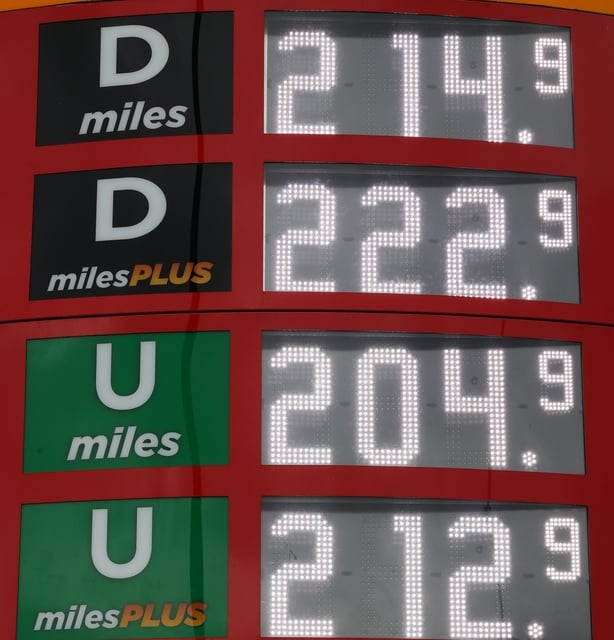 D 214.9
miles
D 222.9
milesPLUS
U 204.9
miles
U 212.9
milesPLUS